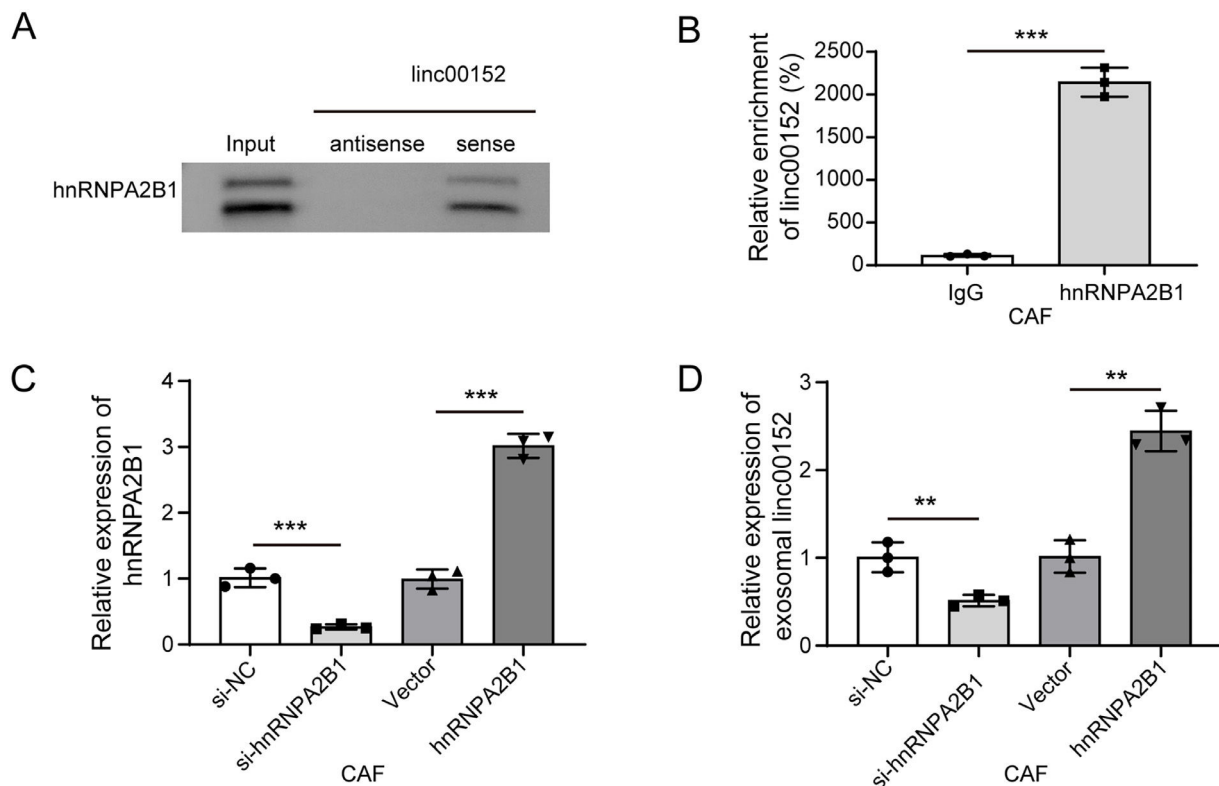 A
linc00152
Input antisense sense
hnRNPA2B1
B
Relative enrichment
of linc00152 (%)
2500
2000
1500
1000
500
0
***
IgG hnRNPA2B1
CAF
C
Relative expression of
hnRNPA2B1
4
3
2
1
0
***
***
si-NC
si-hnRNPA2B1
Vector
hnRNPA2B1
CAF
D
Relative expression of
exosomal linc00152
3
2
1
0
**
**
si-NC
si-hnRNPA2B1
Vector
hnRNPA2B1
CAF